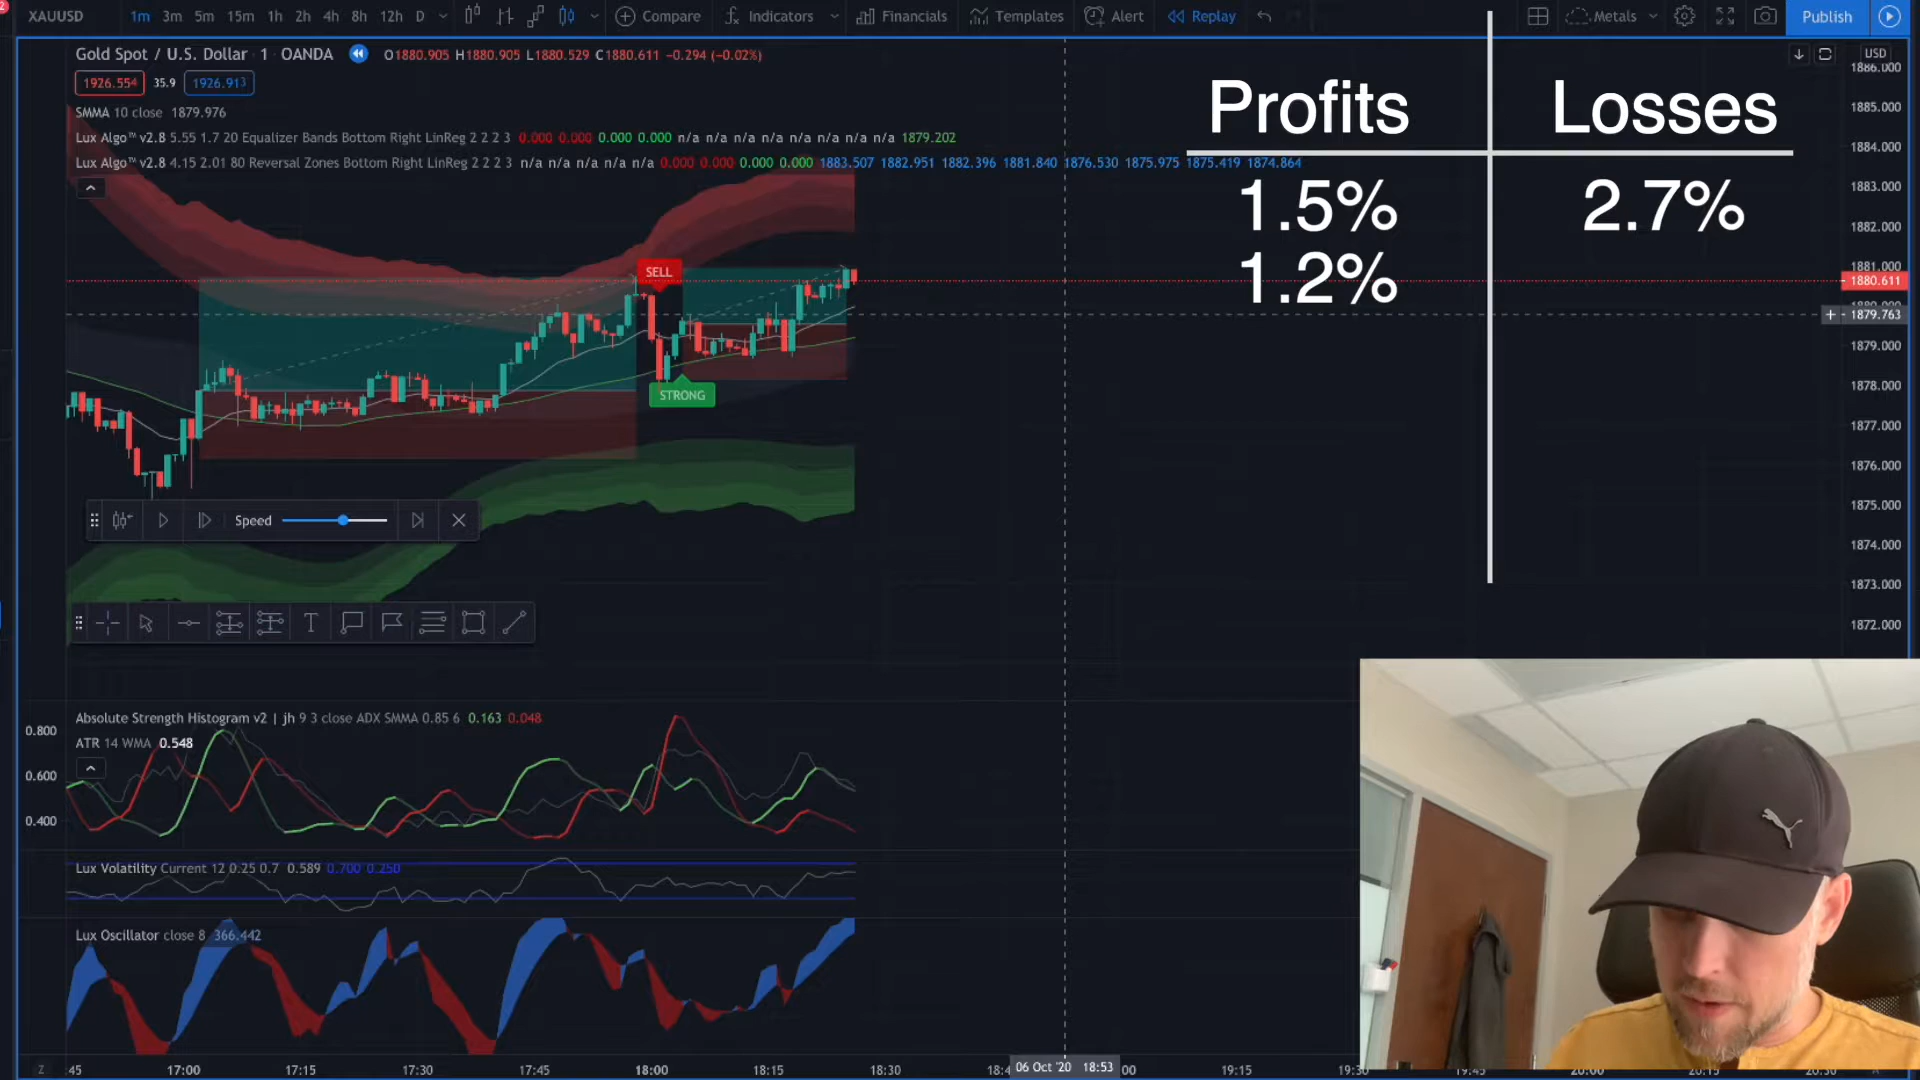 XAUUSD 1m 3m 5m 15m 1h 2h 4h 8h 12h D Compare Indicators Financials Templates Alert Replay Metals Publish
Gold Spot / U.S. Dollar · 1 · OANDA O1880.905 H1880.905 L1880.529 C1880.611 −0.294 (−0.02%)
1926.554 35.9 1926.913
SMMA 10 close 1879.976
Lux Algo™ v2.8 5.55 1.7 20 Equalizer Bands Bottom Right LinReg 2 2 2 3 0.000 0.000 0.000 0.000 n/a n/a n/a n/a n/a n/a n/a n/a 1879.202
Lux Algo™ v2.8 4.15 2.01 80 Reversal Zones Bottom Right LinReg 2 2 2 3 n/a n/a n/a n/a n/a 0.000 0.000 0.000 0.000 1883.507 1882.951 1882.396 1881.840 1876.530 1875.975 1875.419 1874.864
Profits Losses
1.5% 2.7%
1.2%
SELL
STRONG
USD
1886.000
1885.000
1884.000
1883.000
1882.000
1881.000
1880.611
1879.763
1879.000
1878.000
1877.000
1876.000
1875.000
1874.000
1873.000
1872.000
Speed
T
Absolute Strength Histogram v2 | jh 9 3 close ADX SMMA 0.85 6 0.163 0.048
ATR 14 WMA 0.548
0.800
0.600
0.400
Lux Volatility Current 12 0.25 0.7 0.589 0.700 0.250
Lux Oscillator close 8 366.442
Z :45 17:00 17:15 17:30 17:45 18:00 18:15 18:30 06 Oct '20 18:53 19:15